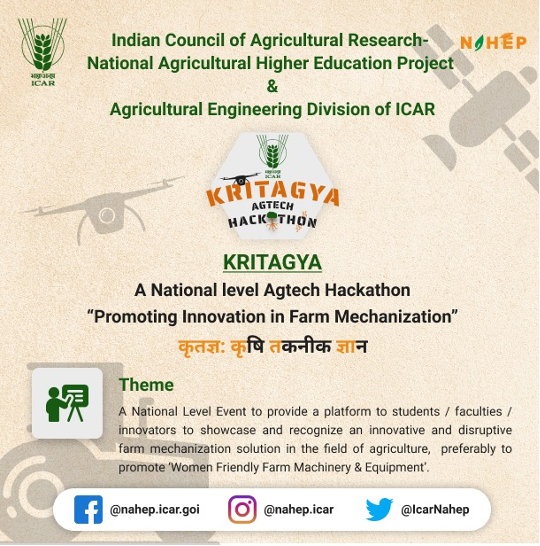 भाकृअनुप
ICAR
NAHEP
Indian Council of Agricultural Research-
National Agricultural Higher Education Project
&
Agricultural Engineering Division of ICAR
ICAR
KRITAGYA
AGTECH
HACKATHON
KRITAGYA
A National level Agtech Hackathon
“Promoting Innovation in Farm Mechanization”
कृतज्ञ: कृषि तकनीक ज्ञान
Theme
A National Level Event to provide a platform to students / faculties /
innovators to showcase and recognize an innovative and disruptive
farm mechanization solution in the field of agriculture, preferably to
promote ‘Women Friendly Farm Machinery & Equipment’.
@nahep.icar.goi
@nahep.icar
@IcarNahep